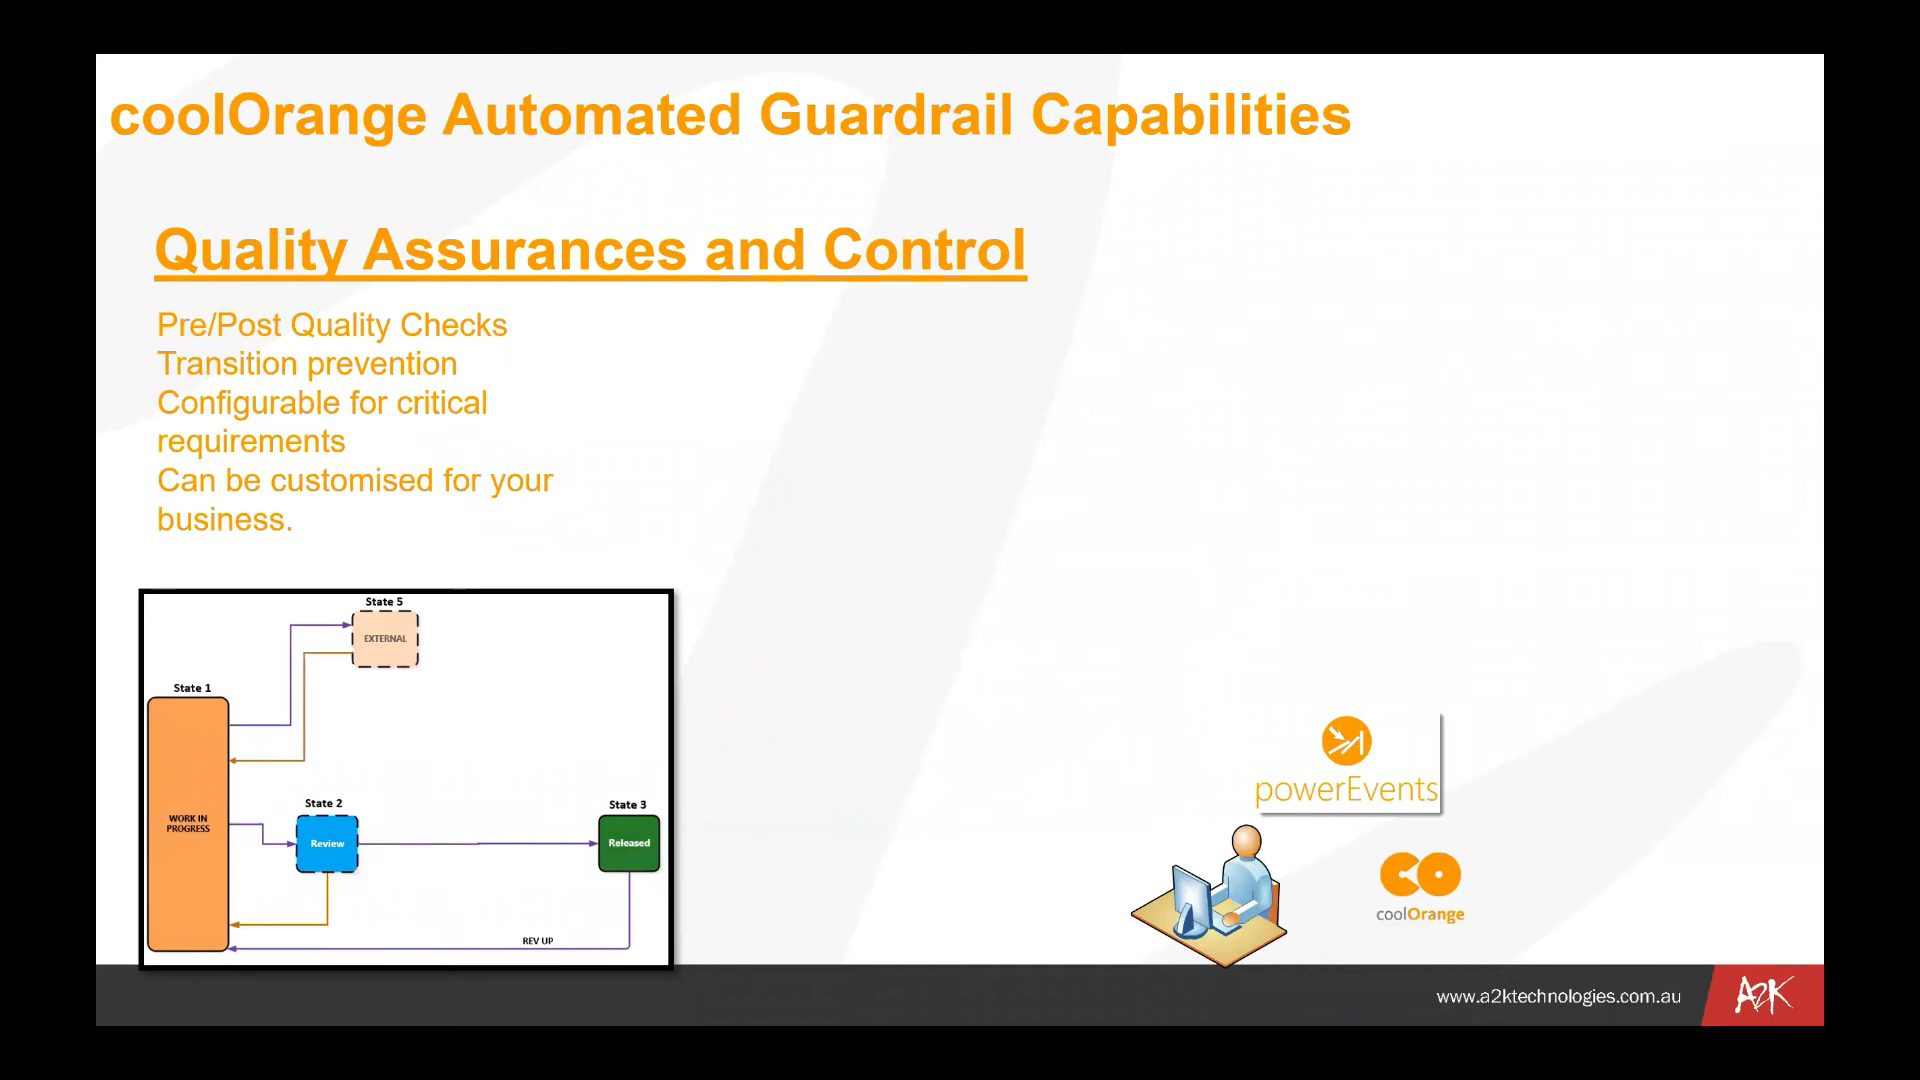 coolOrange Automated Guardrail Capabilities
Quality Assurances and Control
Pre/Post Quality Checks
Transition prevention
Configurable for critical
requirements
Can be customised for your
business.
State 5
EXTERNAL
State 1
WORK IN
PROGRESS
State 2
Review
State 3
Released
REV UP
powerEvents
coolOrange
www.a2ktechnologies.com.au
A2K